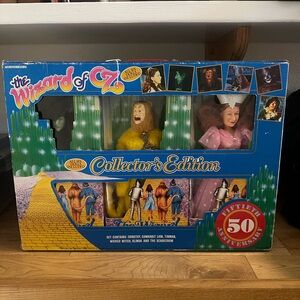 the Wizard of Oz
Collector's Edition
FIFTIETH
50
ANNIVERSARY
SET CONTAINS: DOROTHY, COWARDLY LION, TINMAN,
WICKED WITCH, GLINDA AND THE SCARECROW